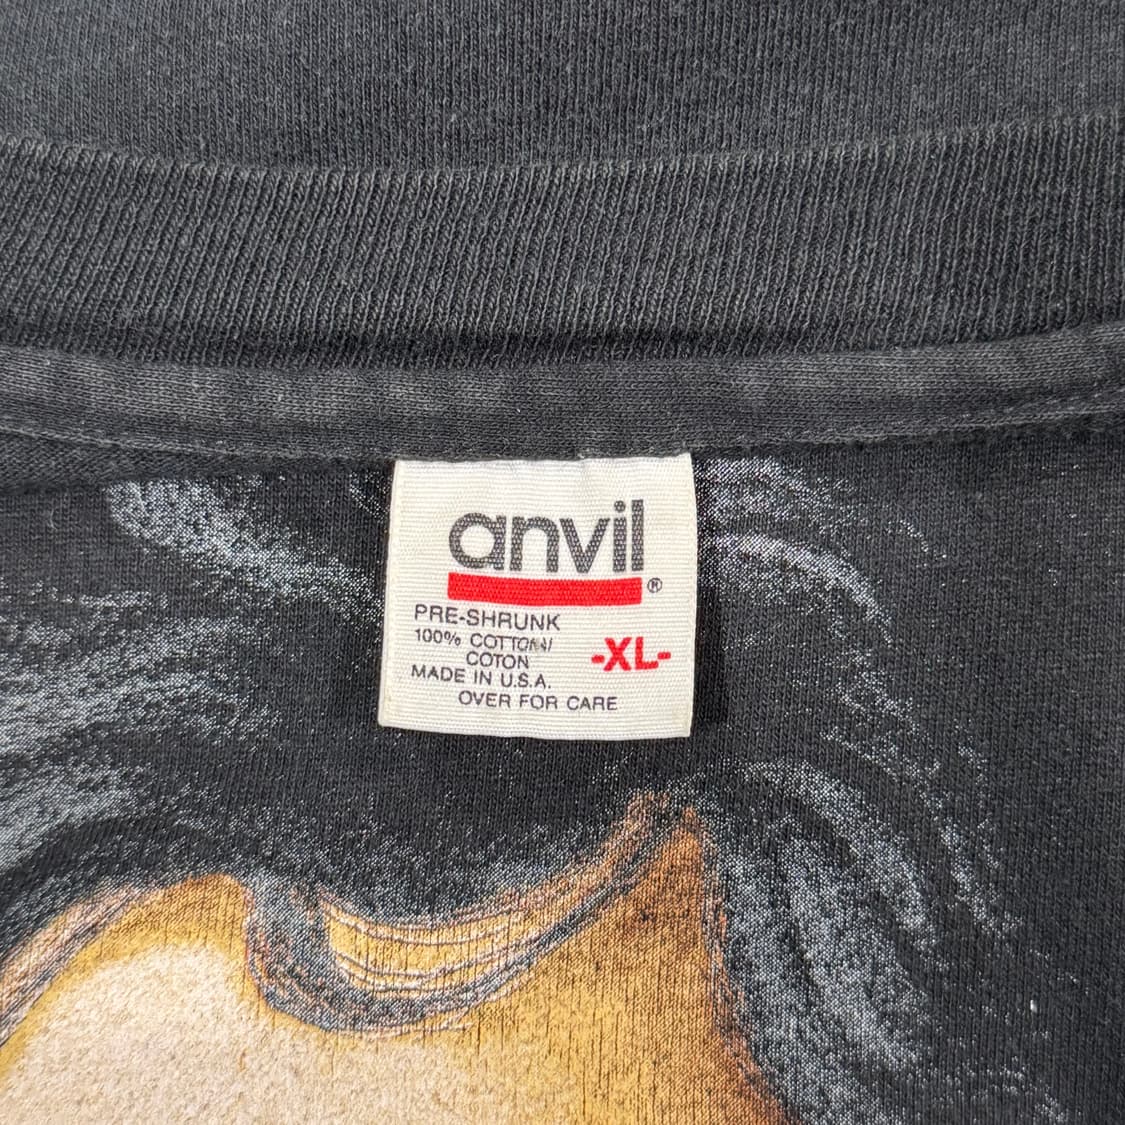 anvil®
PRE-SHRUNK
100% COTTON/
COTON
-XL-
MADE IN U.S.A.
OVER FOR CARE